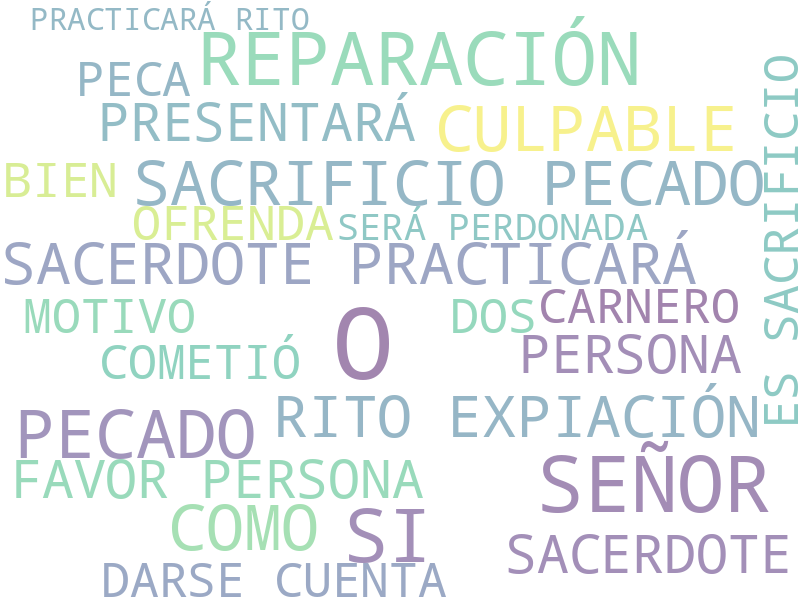 PRACTICARÁ RITO
REPARACIÓN
PECA
PRESENTARÁ
CULPABLE
BIEN
SACRIFICIO PECADO
OFRENDA
SERÁ PERDONADA
SACERDOTE PRACTICARÁ
ES SACRIFICIO
MOTIVO
O
DOS
CARNERO
COMETIÓ
PERSONA
PECADO
RITO EXPIACIÓN
FAVOR PERSONA
SEÑOR
COMO
SI
SACERDOTE
DARSE CUENTA